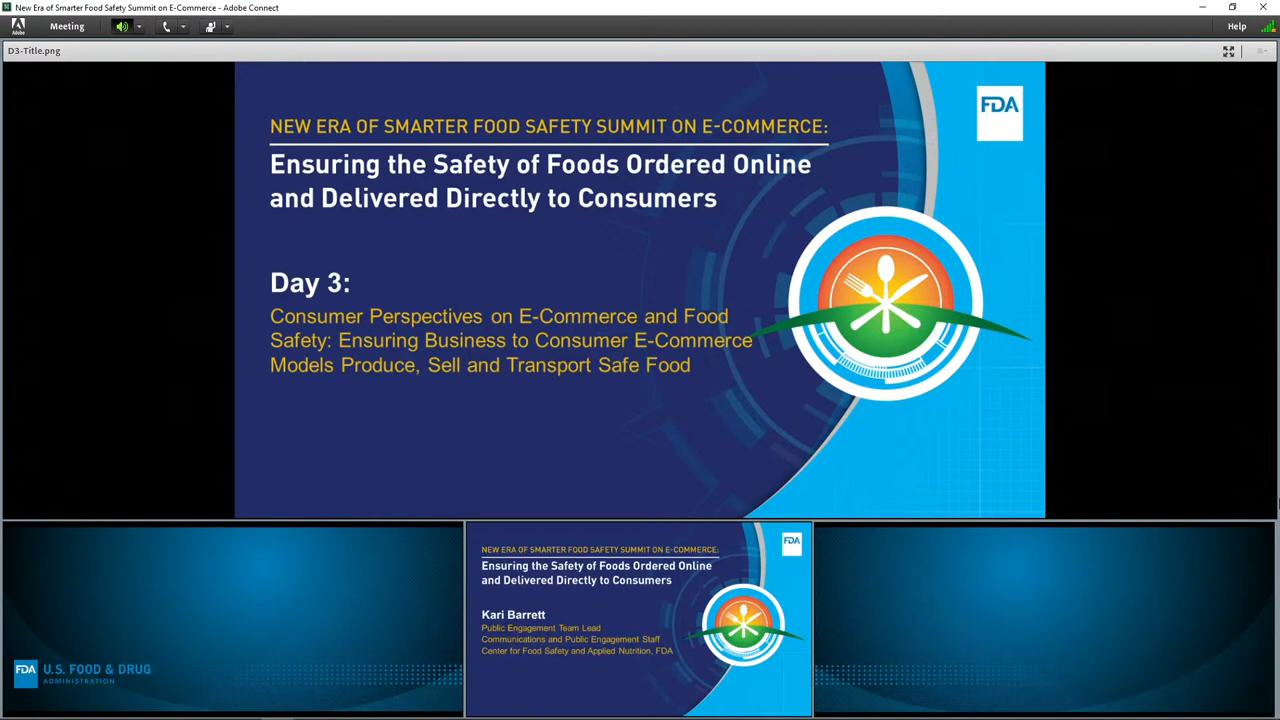 New Era of Smarter Food Safety Summit on E-Commerce - Adobe Connect
Adobe
Meeting
Help
D3-Title.png
FDA
NEW ERA OF SMARTER FOOD SAFETY SUMMIT ON E-COMMERCE:
Ensuring the Safety of Foods Ordered Online
and Delivered Directly to Consumers
Day 3:
Consumer Perspectives on E-Commerce and Food
Safety: Ensuring Business to Consumer E-Commerce
Models Produce, Sell and Transport Safe Food
FDA
U.S. FOOD & DRUG
ADMINISTRATION
FDA
NEW ERA OF SMARTER FOOD SAFETY SUMMIT ON E-COMMERCE:
Ensuring the Safety of Foods Ordered Online
and Delivered Directly to Consumers
Kari Barrett
Public Engagement Team Lead
Communications and Public Engagement Staff
Center for Food Safety and Applied Nutrition, FDA